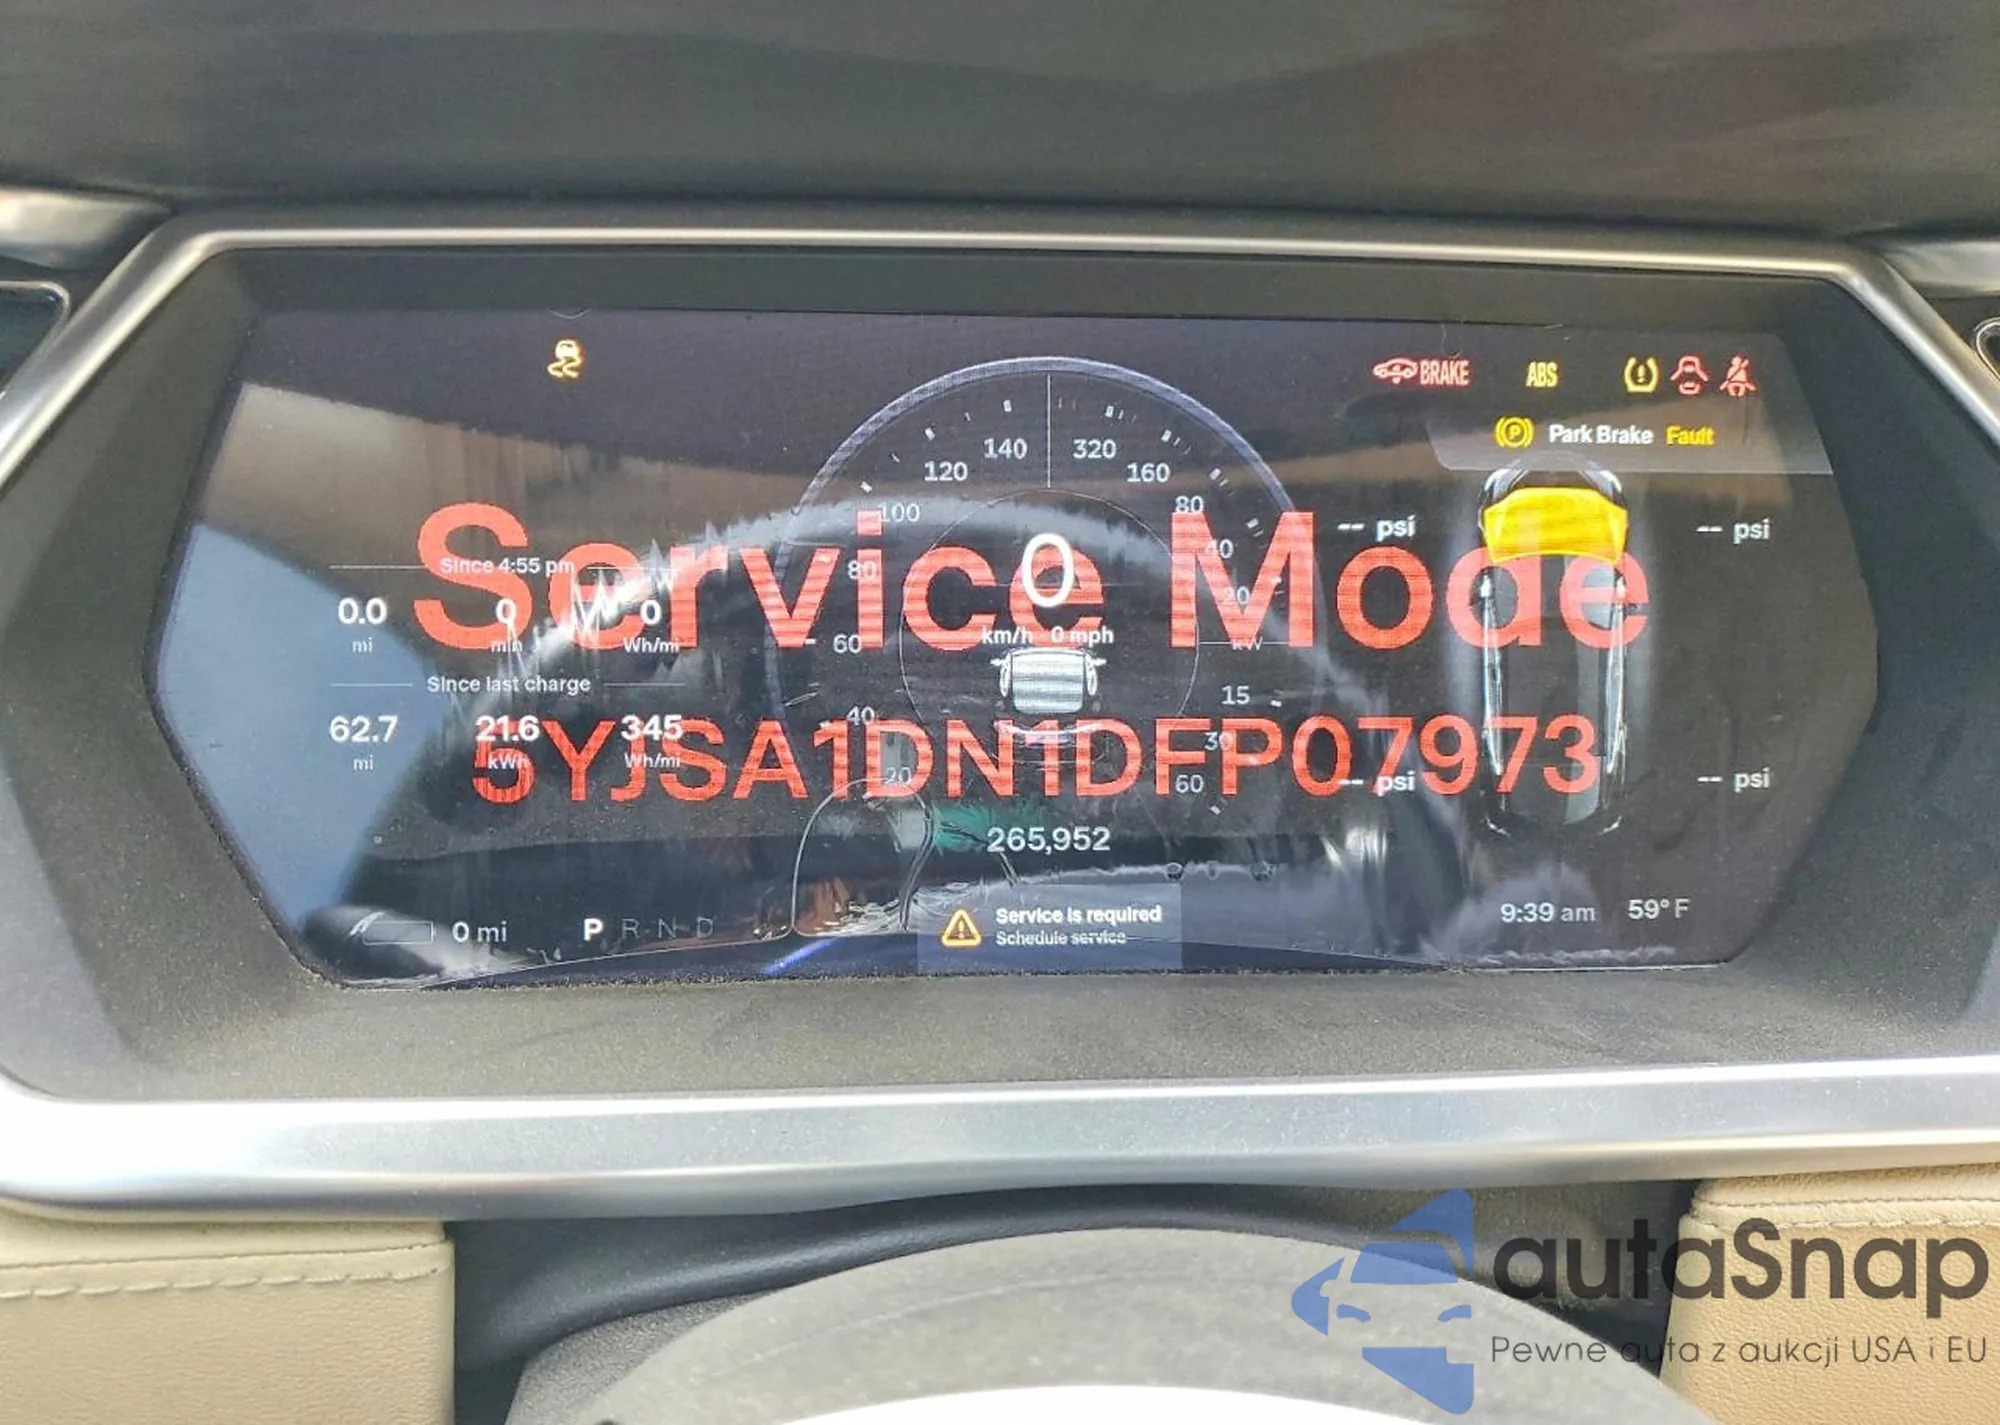 BRAKE ABS
Park Brake Fault
140 320
120 160
100 80
Service Mode
-- psi -- psi
Since 4:55 pm
80 0 40
0.0 0 0 20
mi min Wh/mi
km/h 0 mph
60 kW
Since last charge
15
62.7 21.6 345 40
mi kWh Wh/mi
30
5YJSA1DN1DFP07973
20 60
-- psi -- psi
265,952
0 mi P R N D
Service is required
Schedule service
9:39 am 59°F
autaSnap
Pewne auta z aukcji USA i EU